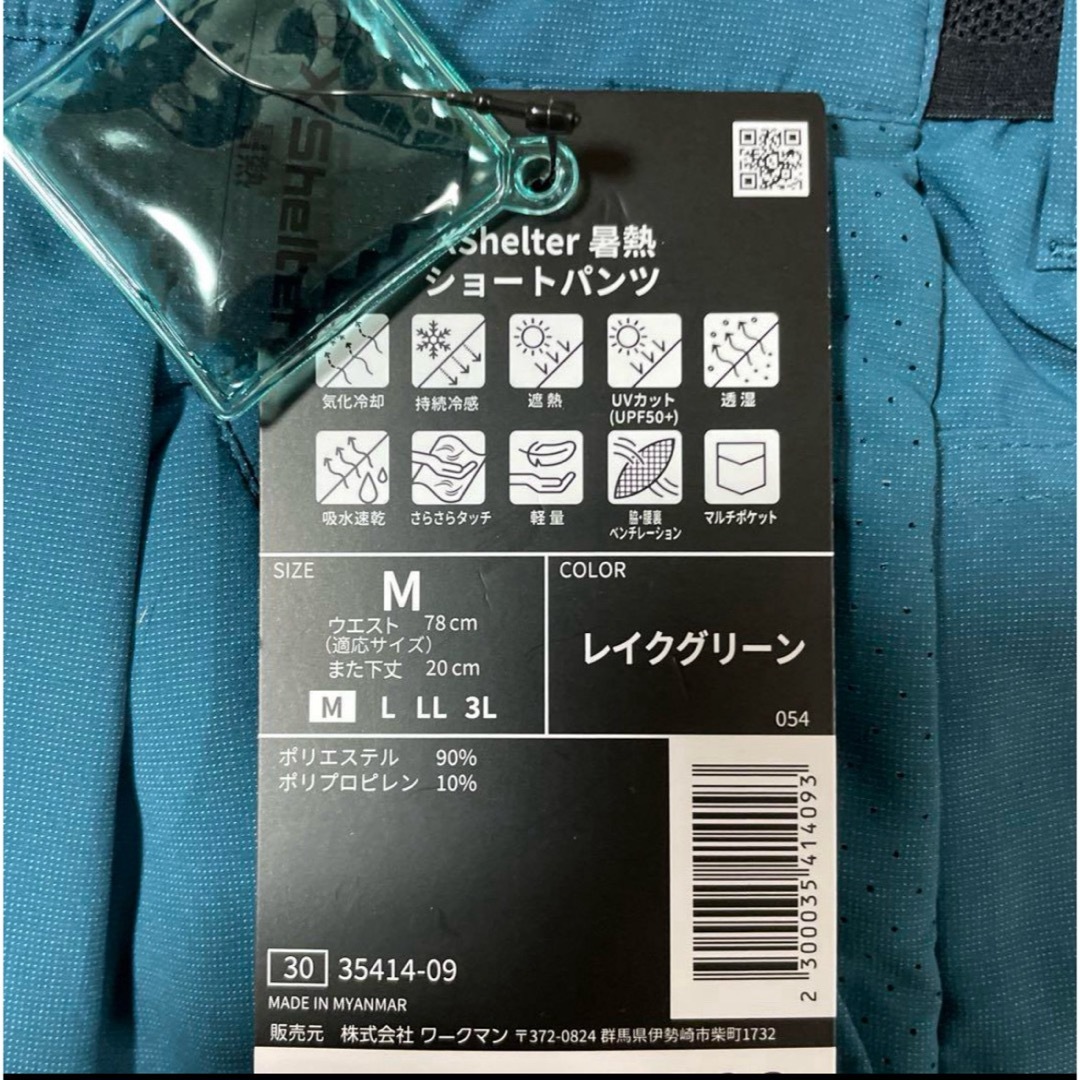 XShelter
XShelter 暑熱
ショートパンツ
気化冷却 持続冷感 遮熱 UVカット 透湿
(UPF50+)
吸水速乾 さらさらタッチ 軽量 脇・腰裏 マルチポケット
ベンチレーション
SIZE
M
ウエスト 78cm
(適応サイズ)
また下丈 20cm
M L LL 3L
COLOR
レイクグリーン
054
ポリエステル 90%
ポリプロピレン 10%
2 300035 414093
30 35414-09
MADE IN MYANMAR
販売元 株式会社 ワークマン 〒372-0824 群馬県伊勢崎市柴町1732